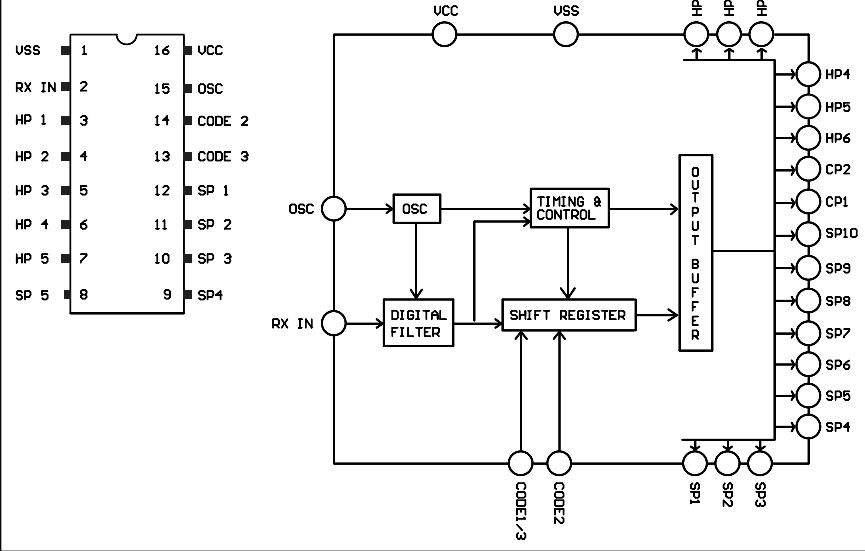 VSS 1 16 VCC
RX IN 2 15 OSC
HP 1 3 14 CODE 2
HP 2 4 13 CODE 3
HP 3 5 12 SP 1
HP 4 6 11 SP 2
HP 5 7 10 SP 3
SP 5 8 9 SP4
VCC VSS HP HP HP
HP4
HP5
HP6
CP2
CP1
SP10
SP9
SP8
SP7
SP6
SP5
SP4
OSC
OSC
TIMING &
CONTROL
OUTPUT BUFFER
RX IN
DIGITAL
FILTER
SHIFT REGISTER
CODE1/3
CODE2
SP1
SP2
SP3